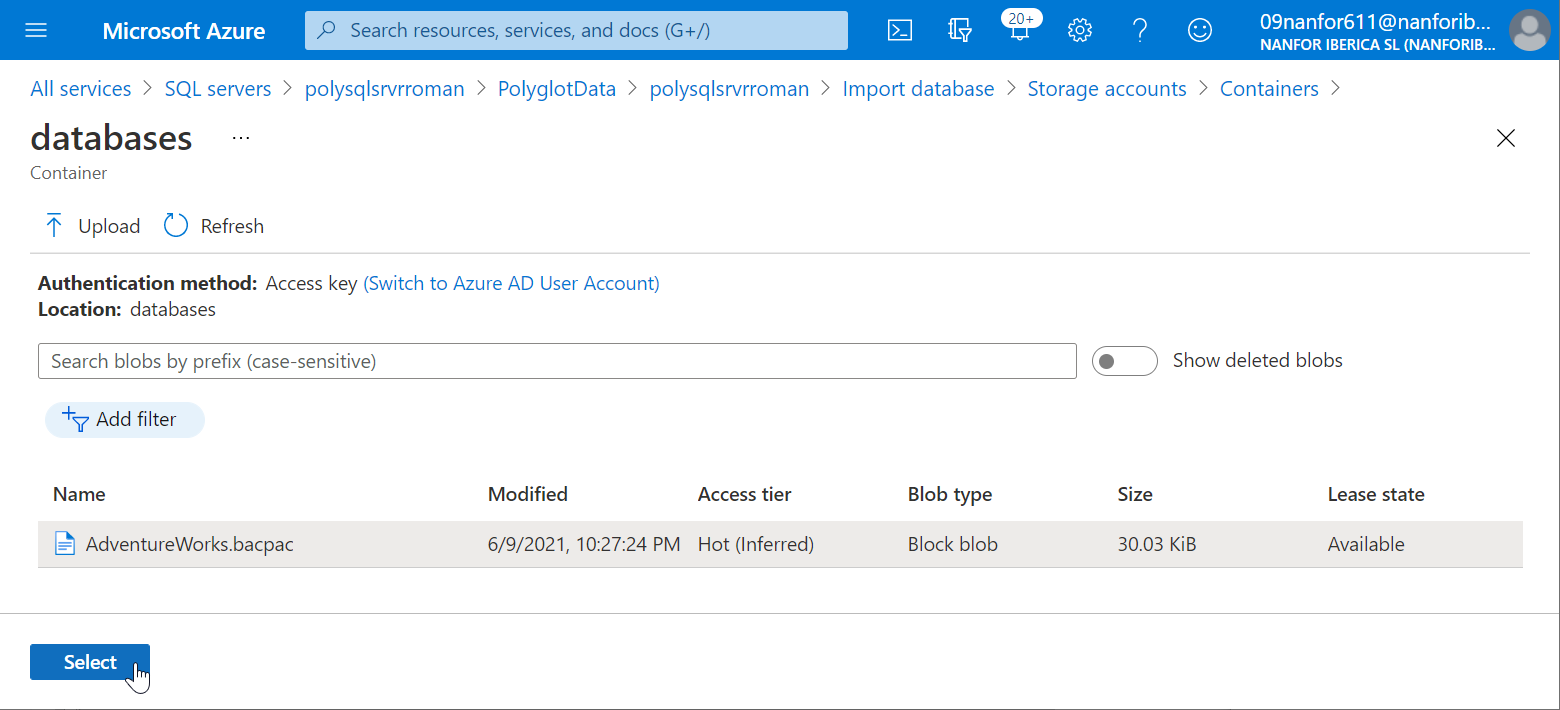 Microsoft Azure
Search resources, services, and docs (G+/)
20+
09nanfor611@nanforib...
NANFOR IBERICA SL (NANFORIB...
All services > SQL servers > polysqlsrvrroman > PolyglotData > polysqlsrvrroman > Import database > Storage accounts > Containers >
databases ...
Container
Upload Refresh
Authentication method: Access key (Switch to Azure AD User Account)
Location: databases
Search blobs by prefix (case-sensitive) Show deleted blobs
Add filter
Name Modified Access tier Blob type Size Lease state
AdventureWorks.bacpac 6/9/2021, 10:27:24 PM Hot (Inferred) Block blob 30.03 KiB Available
Select